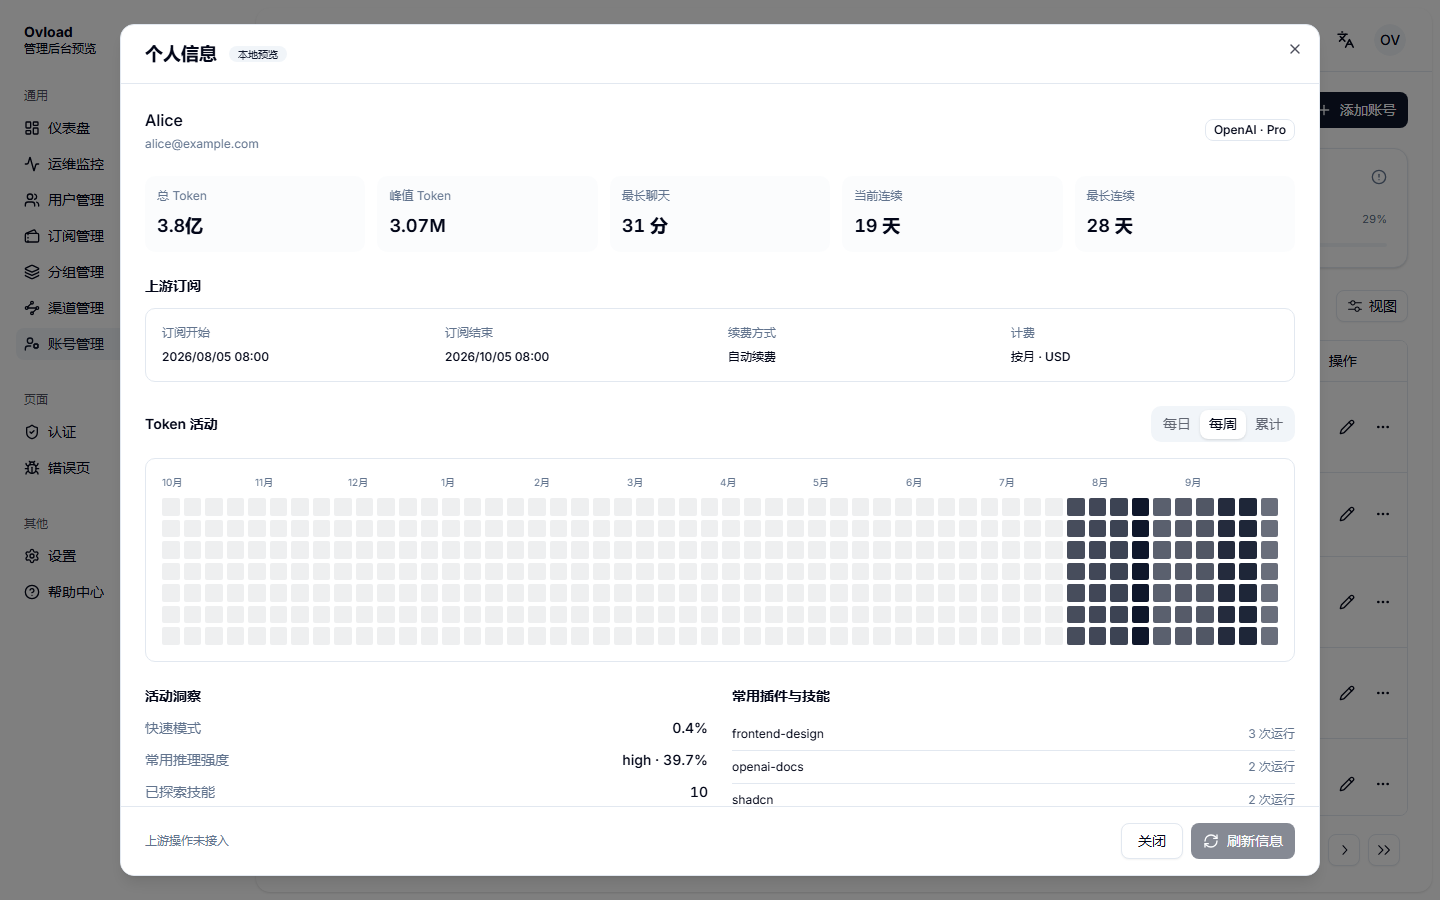 Ovload
管理后台预览
通用
仪表盘
运维监控
用户管理
订阅管理
分组管理
渠道管理
账号管理
页面
认证
错误页
其他
设置
帮助中心
OV
添加账号
29%
视图
操作
个人信息
本地预览
Alice
alice@example.com
OpenAI · Pro
总 Token
3.8亿
峰值 Token
3.07M
最长聊天
31 分
当前连续
19 天
最长连续
28 天
上游订阅
订阅开始
2026/08/05 08:00
订阅结束
2026/10/05 08:00
续费方式
自动续费
计费
按月 · USD
Token 活动
每日 每周 累计
10月 11月 12月 1月 2月 3月 4月 5月 6月 7月 8月 9月
活动洞察
快速模式 0.4%
常用推理强度 high · 39.7%
已探索技能 10
常用插件与技能
frontend-design 3 次运行
openai-docs 2 次运行
shadcn 2 次运行
上游操作未接入
关闭
刷新信息